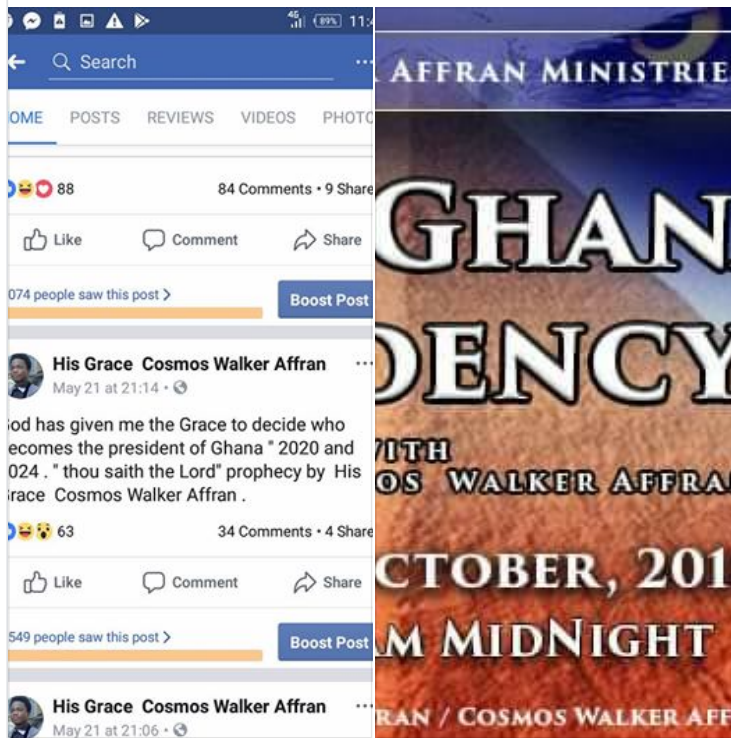 45
89%
11:4
Search
OME POSTS REVIEWS VIDEOS PHOTO
88
84 Comments • 9 Share
Like Comment Share
074 people saw this post >
Boost Post
His Grace Cosmos Walker Affran
May 21 at 21:14 •
od has given me the Grace to decide who
ecomes the president of Ghana " 2020 and
024 . " thou saith the Lord" prophecy by His
race Cosmos Walker Affran .
63
34 Comments • 4 Share
Like Comment Share
549 people saw this post >
Boost Post
His Grace Cosmos Walker Affran
May 21 at 21:06 •
AFFRAN MINISTRIE
GHAN
DENCY
ITH
OS WALKER AFFRA
CTOBER, 201
M MIDNIGHT
RAN / COSMOS WALKER AFF